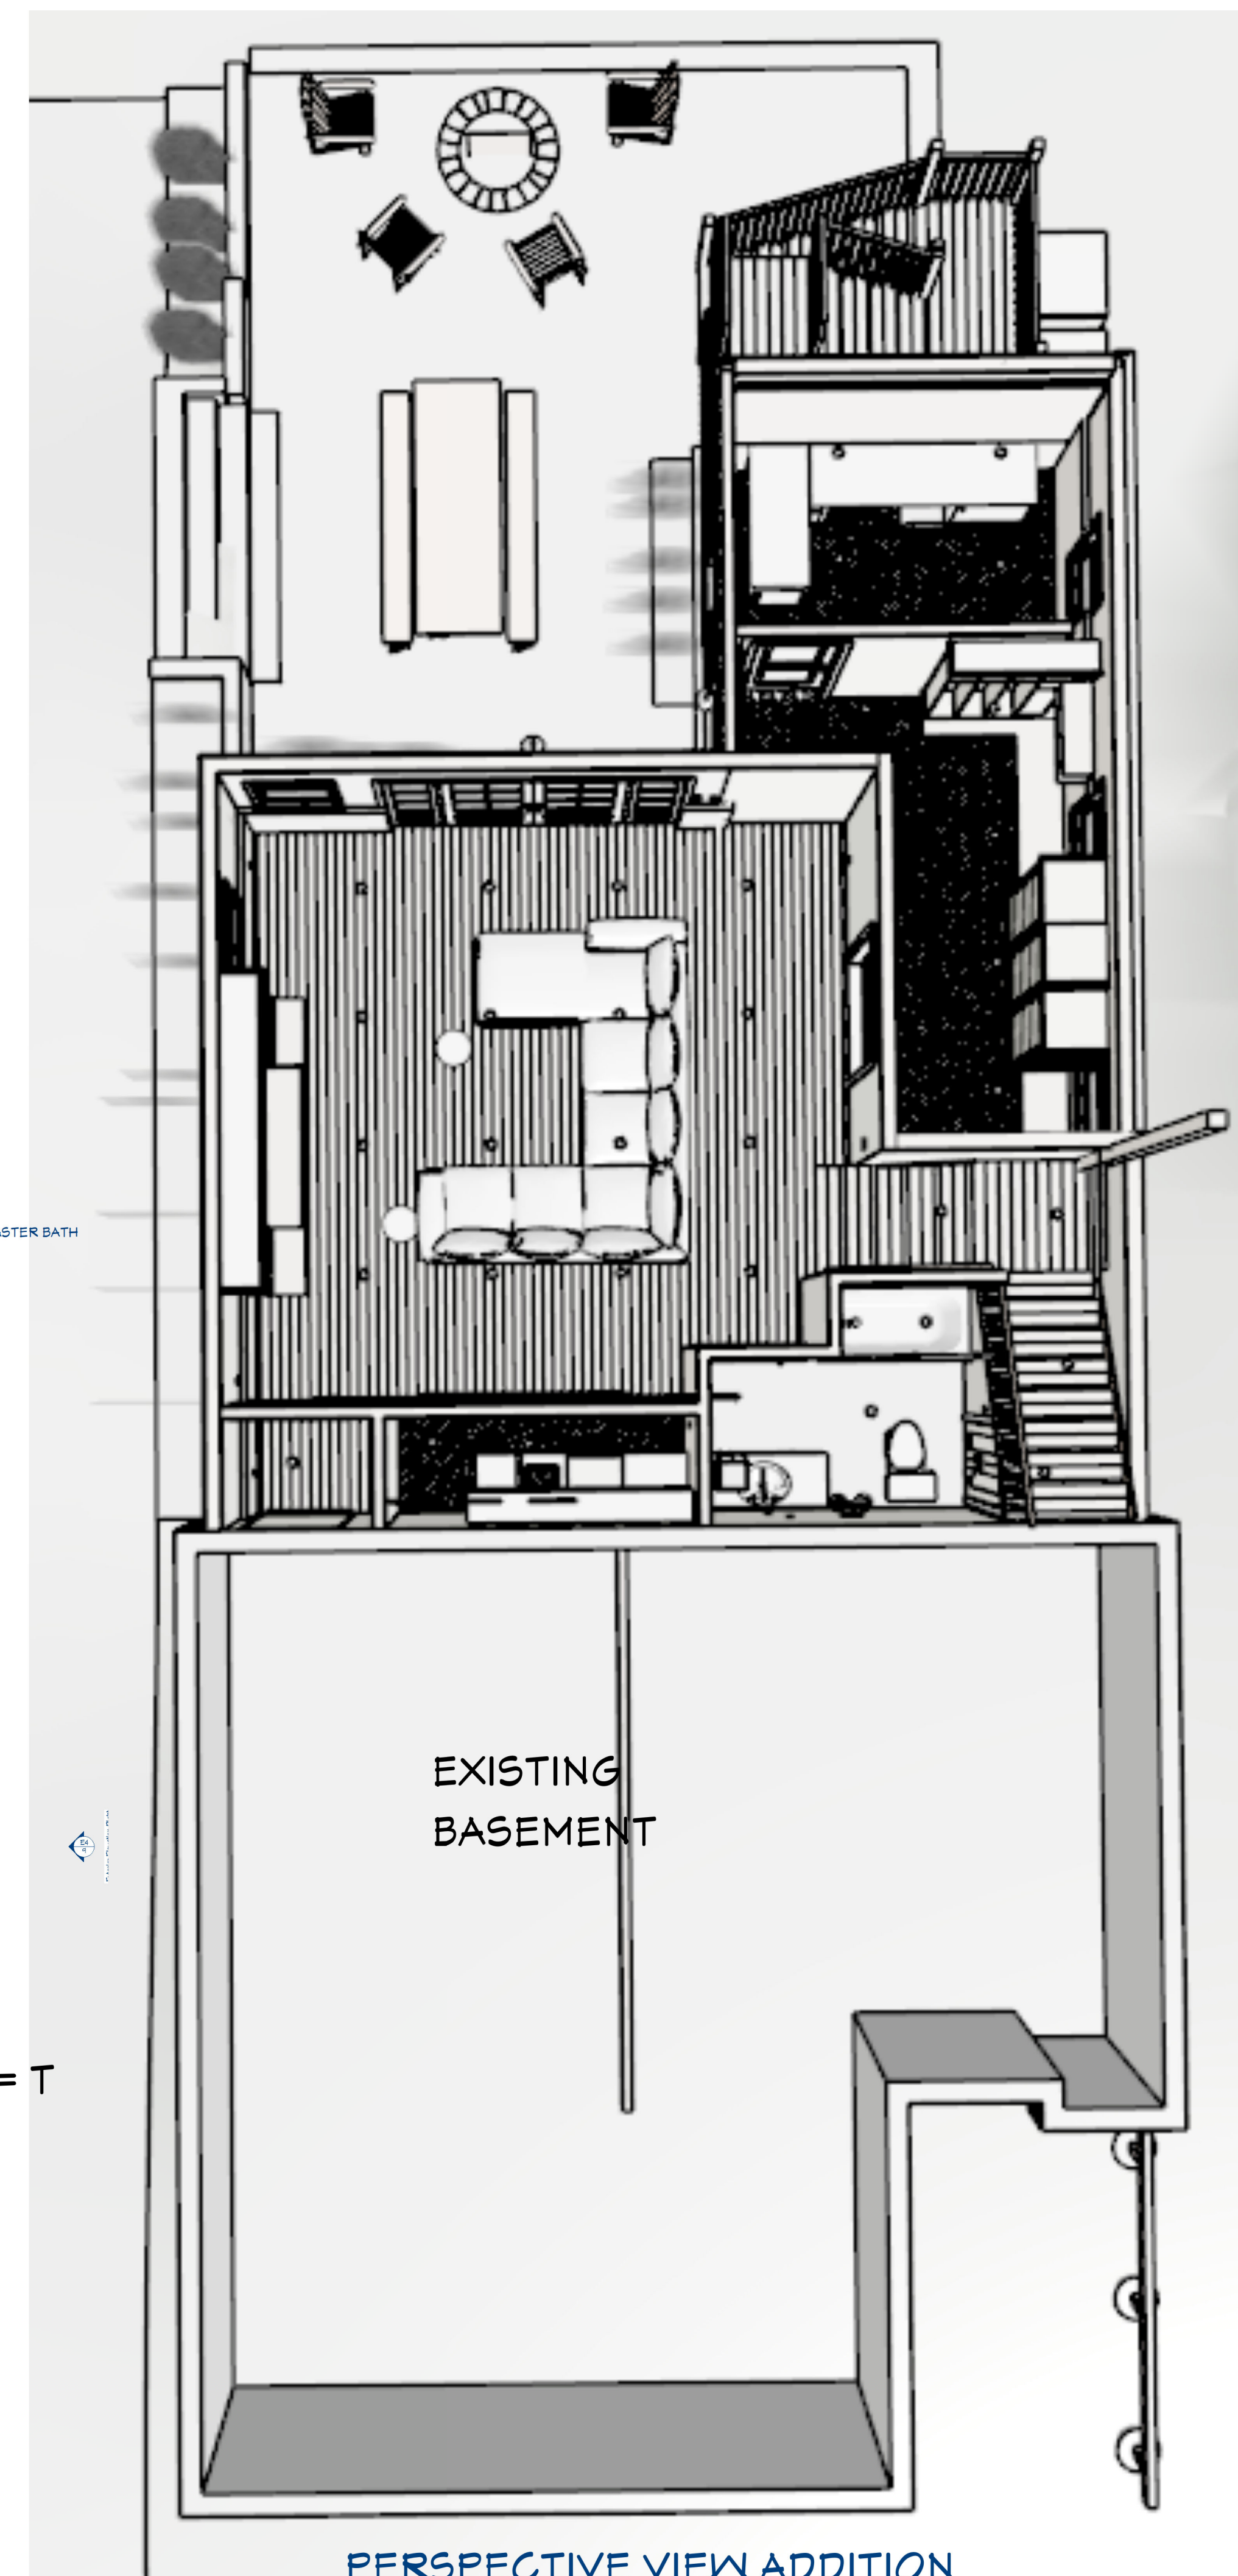 STER BATH
EXISTING
BASEMENT
= T
PERSPECTIVE VIEW ADDITION